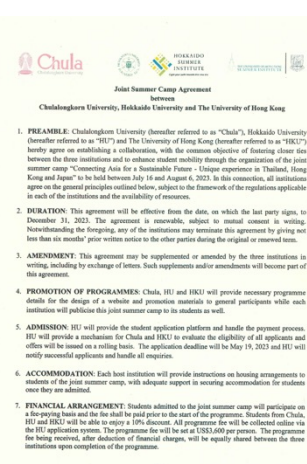 Chula
HOKKAIDO
SUMMER
INSTITUTE
Joint Summer Camp Agreement
between
Chulalongkorn University, Hokkaido University and The University of Hong Kong
1. PREAMBLE: Chulalongkorn University (hereafter referred to as "Chula"), Hokkaido University
(hereafter referred to as "HU") and The University of Hong Kong (hereafter referred to as "HKU")
hereby agree on establishing a collaboration, with the common objective of fostering closer ties
between the three institutions and to enhance student mobility through the organization of the joint
summer camp "Connecting Asia for a Sustainable Future - Unique experience in Thailand, Hong
Kong and Japan" to be held between July 16 and August 6, 2023. In this connection, all institutions
agree on the general principles outlined below, subject to the framework of the regulations applicable
in each of the institutions and the availability of resources.
2. DURATION: This agreement will be effective from the date, on which the last party signs, to
December 31, 2023. The agreement is renewable, subject to mutual consent in writing.
Notwithstanding the foregoing, any of the institutions may terminate this agreement by giving not
less than six months' prior written notice to the other parties during the original or renewed term.
3. AMENDMENT: This agreement may be supplemented or amended by the three institutions in
writing, including by exchange of letters. Such supplements and/or amendments will become part of
this agreement.
4. PROMOTION OF PROGRAMMES: Chula, HU and HKU will provide necessary programme
details for the design of a website and promotion materials to general participants while each
institution will publicise this joint summer camp to its students as well.
5. ADMISSION: HU will provide the student application platform and handle the payment process.
HU will provide a mechanism for Chula and HKU to evaluate the eligibility of all applicants and
offers will be issued on a rolling basis. The application deadline will be May 19, 2023 and HU will
notify successful applicants and handle all enquiries.
6. ACCOMMODATION: Each host institution will provide instructions on housing arrangements to
students of the joint summer camp, with adequate support in securing accommodation for students
once they are admitted.
7. FINANCIAL ARRANGEMENT: Students admitted to the joint summer camp will participate on
a fee-paying basis and the fee shall be paid prior to the start of the programme. Students from Chula,
HU and HKU will be able to enjoy a 10% discount. All programme fee will be collected online via
the HU application system. The programme fee will be set at US$3,600 per person. The programme
fee being received, after deduction of financial charges, will be equally shared between the three
institutions upon completion of the programme.